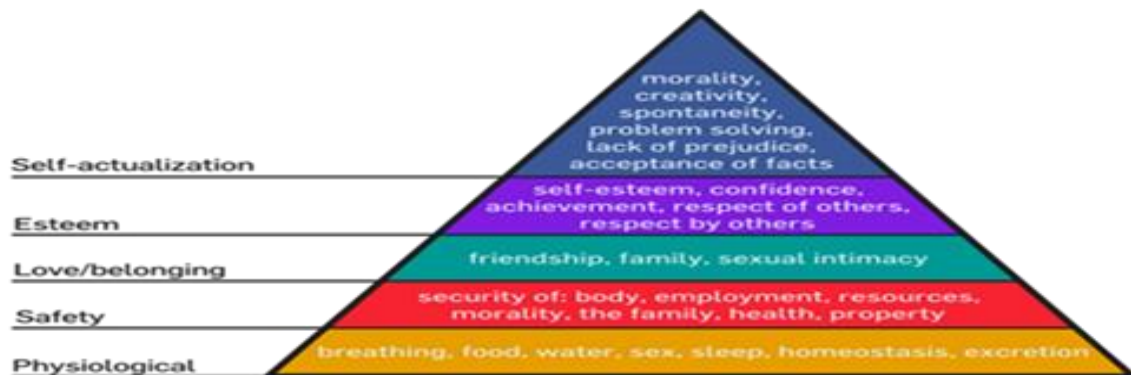 morality,
creativity,
spontaneity,
problem solving,
lack of prejudice,
acceptance of facts
Self-actualization
self-esteem, confidence,
achievement, respect of others,
respect by others
Esteem
friendship, family, sexual intimacy
Love/belonging
security of: body, employment, resources,
morality, the family, health, property
Safety
breathing, food, water, sex, sleep, homeostasis, excretion
Physiological